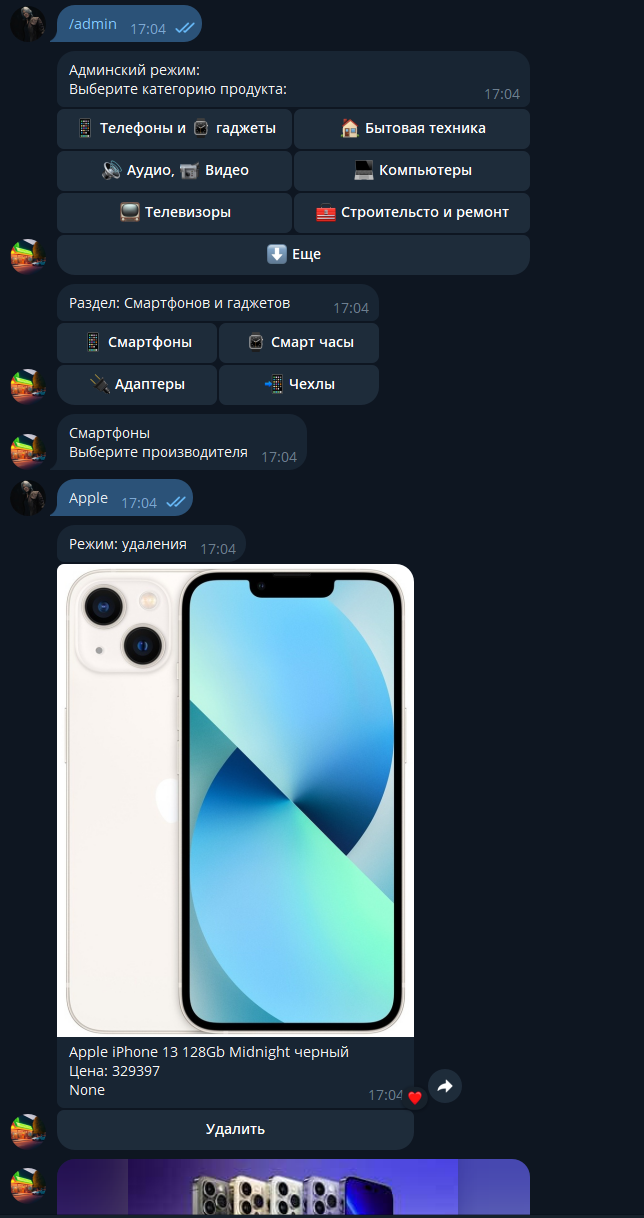 /admin 17:04
Админский режим:
Выберите категорию продукта: 17:04
Телефоны и гаджеты
Бытовая техника
Аудио, Видео
Компьютеры
Телевизоры
Строительсто и ремонт
Еще
Раздел: Смартфонов и гаджетов 17:04
Смартфоны
Смарт часы
Адаптеры
Чехлы
Смартфоны
Выберите производителя 17:04
Apple 17:04
Режим: удаления 17:04
Apple iPhone 13 128Gb Midnight черный
Цена: 329397
None 17:04
Удалить